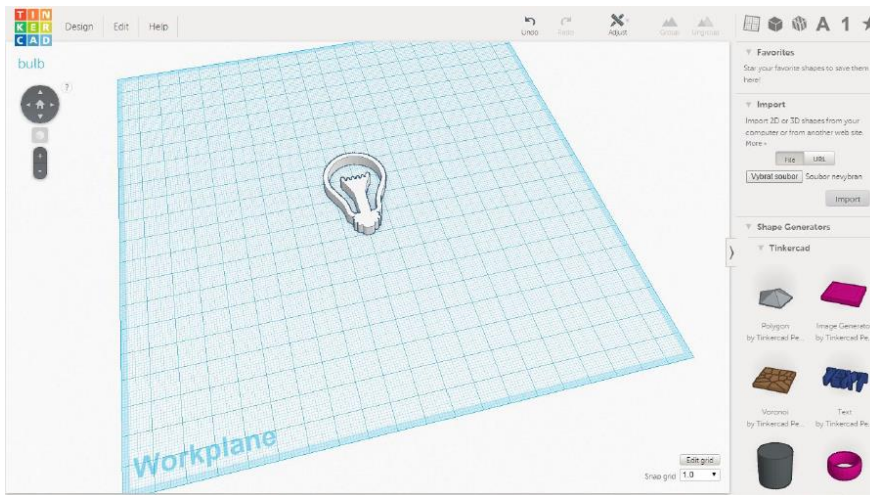 TIN
KER
CAD
Design Edit Help
Undo Redo Adjust Group Ungroup
A 1
bulb
?
Favorites
Star your favorite shapes to save them
here!
Import
Import 2D or 3D shapes from your
computer or from another web site.
More
File URL
Vybrat soubor Soubor nevybran
Import
Shape Generators
Tinkercad
Polygon Image Generato
by Tinkercad Pe... by Tinkercad Pe
Voronoi Text
by Tinkercad Pe... by Tinkercad Pe
TEXT
Workplane
Edit grid
Snap grid 1.0